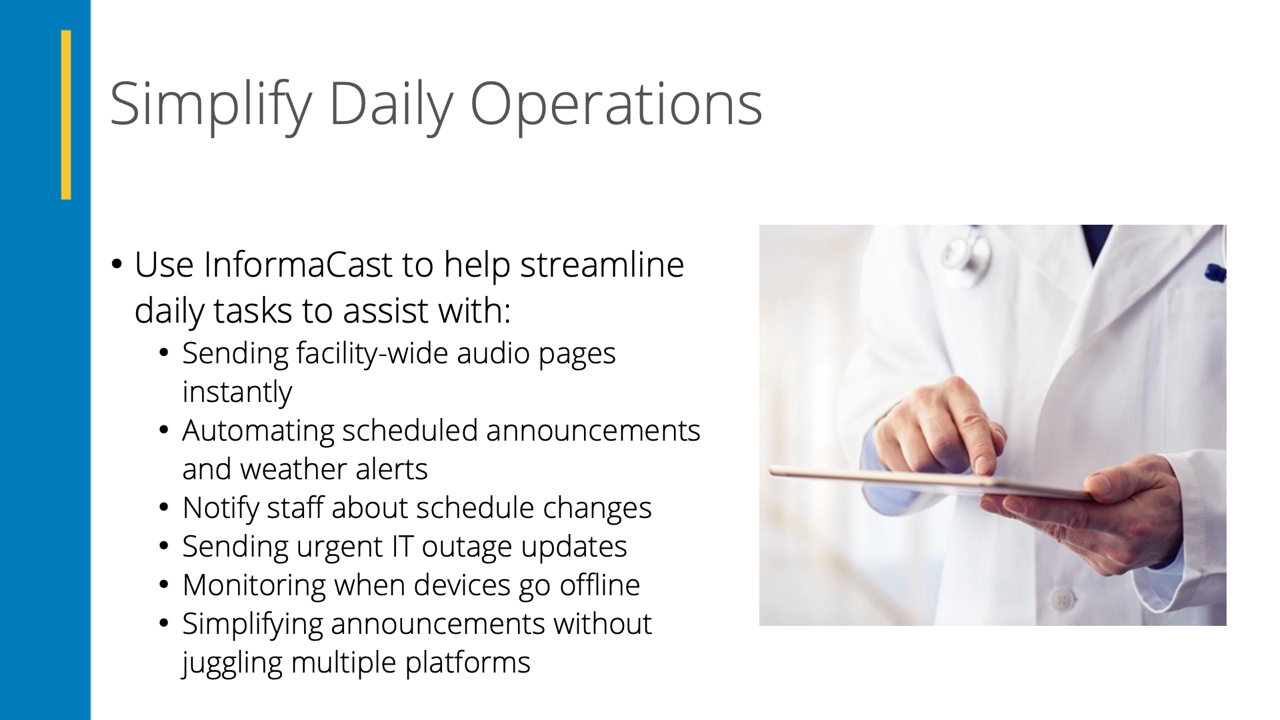 Simplify Daily Operations
• Use InformaCast to help streamline
daily tasks to assist with:
• Sending facility-wide audio pages
instantly
• Automating scheduled announcements
and weather alerts
• Notify staff about schedule changes
• Sending urgent IT outage updates
• Monitoring when devices go offline
• Simplifying announcements without
juggling multiple platforms